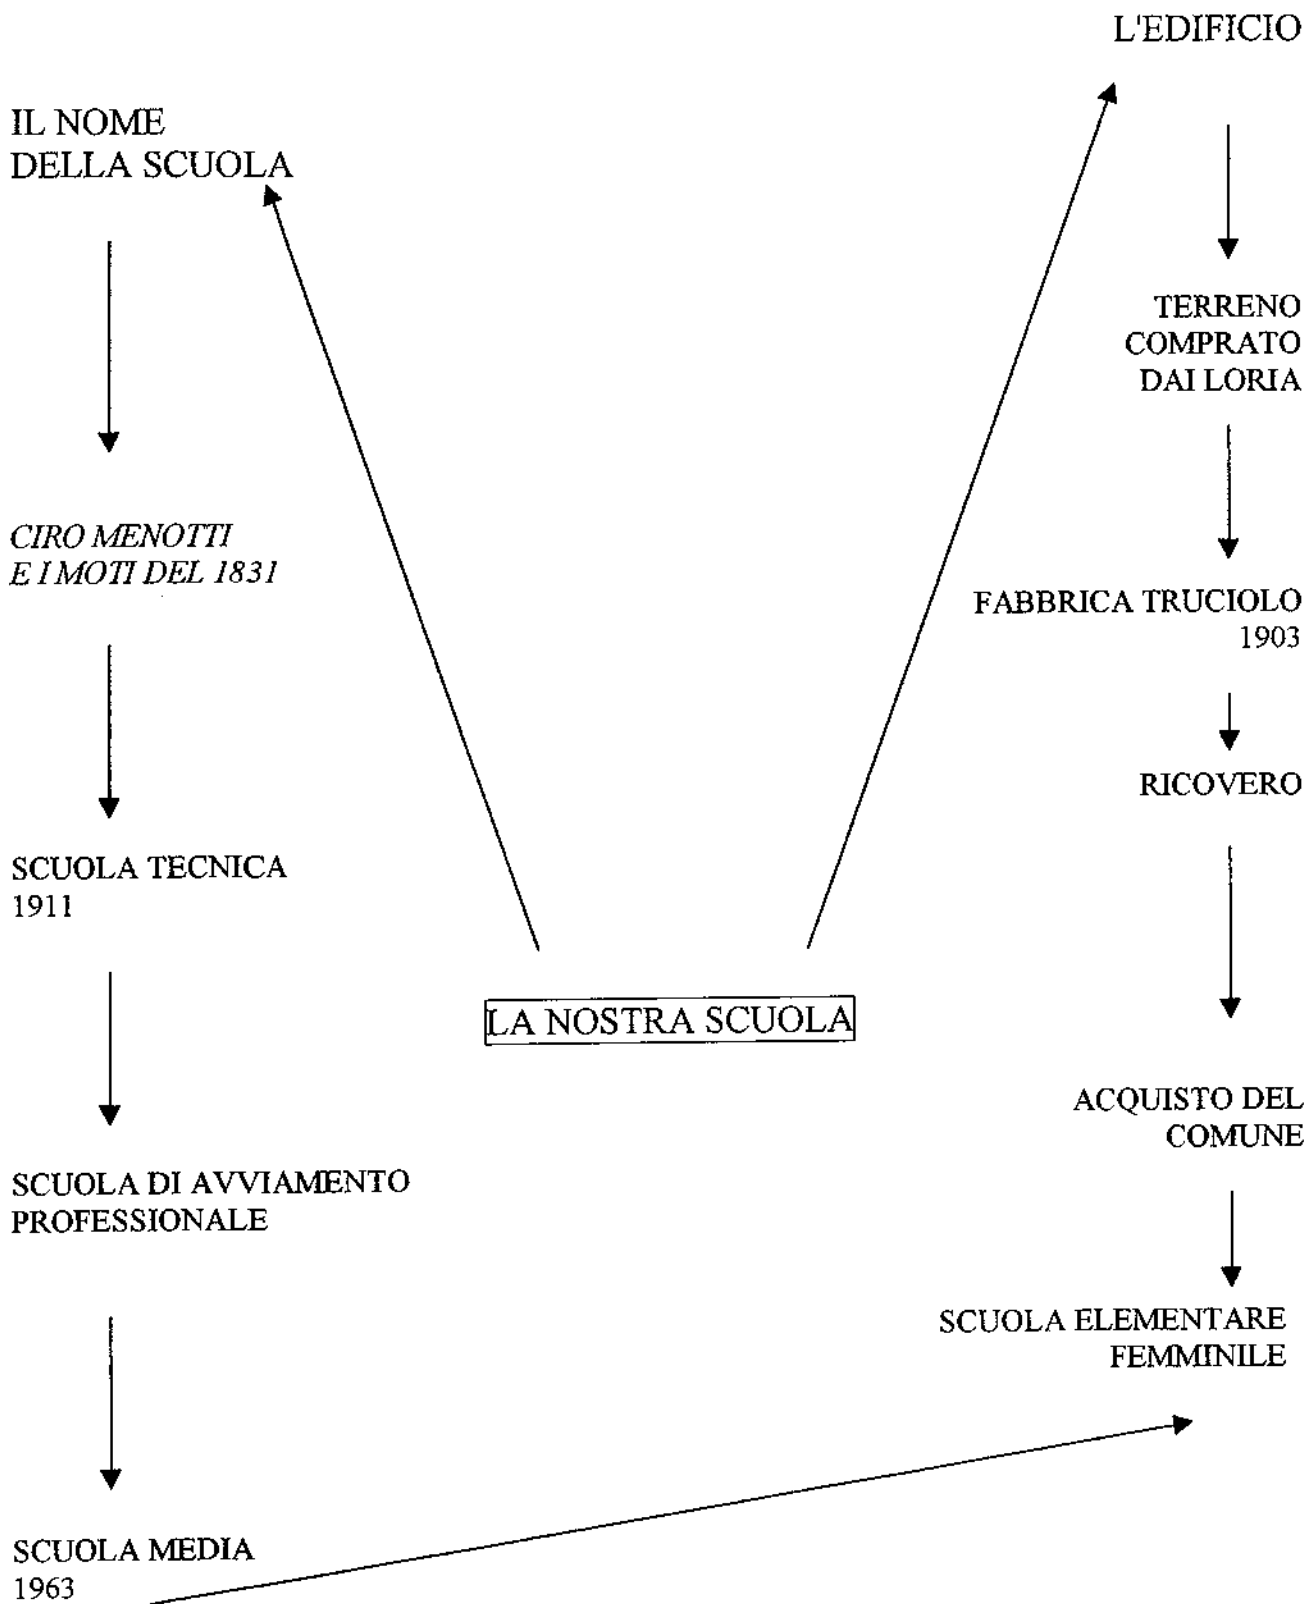 L'EDIFICIO
IL NOME
DELLA SCUOLA
TERRENO
COMPRATO
DAI LORIA
CIRO MENOTTI
E I MOTI DEL 1831
FABBRICA TRUCIOLO
1903
RICOVERO
SCUOLA TECNICA
1911
LA NOSTRA SCUOLA
ACQUISTO DEL
COMUNE
SCUOLA DI AVVIAMENTO
PROFESSIONALE
SCUOLA ELEMENTARE
FEMMINILE
SCUOLA MEDIA
1963